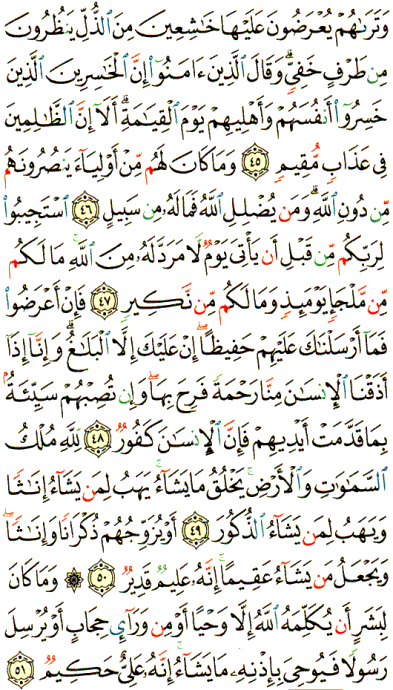 وَتَرَىٰهُمْ يُعْرَضُونَ عَلَيْهَا خَٰشِعِينَ مِنَ ٱلذُّلِّ يَنظُرُونَ
مِن طَرْفٍ خَفِىٍّۗ وَقَالَ ٱلَّذِينَ ءَامَنُوٓا۟ إِنَّ ٱلْخَٰسِرِينَ ٱلَّذِينَ
خَسِرُوٓا۟ أَنفُسَهُمْ وَأَهْلِيهِمْ يَوْمَ ٱلْقِيَٰمَةِۗ أَلَآ إِنَّ ٱلظَّٰلِمِينَ
فِى عَذَابٍ مُّقِيمٍ ٤٥ وَمَا كَانَ لَهُم مِّنْ أَوْلِيَآءَ يَنصُرُونَهُم
مِّن دُونِ ٱللَّهِۗ وَمَن يُضْلِلِ ٱللَّهُ فَمَا لَهُۥ مِن سَبِيلٍ ٤٦ ٱسْتَجِيبُوا۟
لِرَبِّكُم مِّن قَبْلِ أَن يَأْتِىَ يَوْمٌ لَّا مَرَدَّ لَهُۥ مِنَ ٱللَّهِۚ مَا لَكُم
مِّن مَّلْجَإٍ يَوْمَئِذٍ وَمَا لَكُم مِّن نَّكِيرٍ ٤٧ فَإِنْ أَعْرَضُوا۟
فَمَآ أَرْسَلْنَٰكَ عَلَيْهِمْ حَفِيظًاۖ إِنْ عَلَيْكَ إِلَّا ٱلْبَلَٰغُۗ وَإِنَّآ إِذَآ
أَذَقْنَا ٱلْإِنسَٰنَ مِنَّا رَحْمَةً فَرِحَ بِهَاۖ وَإِن تُصِبْهُمْ سَيِّئَةٌۢ
بِمَا قَدَّمَتْ أَيْدِيهِمْ فَإِنَّ ٱلْإِنسَٰنَ كَفُورٌ ٤٨ لِّلَّهِ مُلْكُ
ٱلسَّمَٰوَٰتِ وَٱلْأَرْضِۚ يَخْلُقُ مَا يَشَآءُۚ يَهَبُ لِمَن يَشَآءُ إِنَٰثًا
وَيَهَبُ لِمَن يَشَآءُ ٱلذُّكُورَ ٤٩ أَوْ يُزَوِّجُهُمْ ذُكْرَانًا وَإِنَٰثًاۖ
وَيَجْعَلُ مَن يَشَآءُ عَقِيمًاۚ إِنَّهُۥ عَلِيمٌ قَدِيرٌ ٥٠ ۞ وَمَا كَانَ
لِبَشَرٍ أَن يُكَلِّمَهُ ٱللَّهُ إِلَّا وَحْيًا أَوْ مِن وَرَآئِ حِجَابٍ أَوْ يُرْسِلَ
رَسُولًا فَيُوحِىَ بِإِذْنِهِۦ مَا يَشَآءُۚ إِنَّهُۥ عَلِىٌّ حَكِيمٌ ٥١